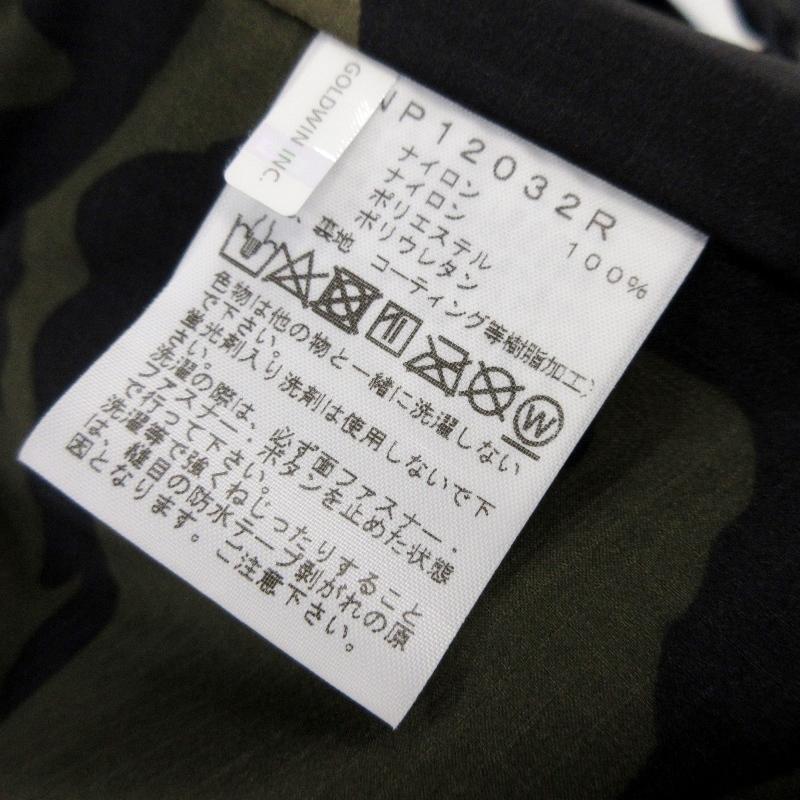 GOLDWIN INC.
NP12032R
ナイロン 100%
ナイロン
ポリエステル
ポリウレタン
裏地 コーティング等樹脂加工
W
色物は他の物と一緒に洗濯しない
で下さい。
蛍光剤入り洗剤は使用しないで下
さい。
洗濯の際は、必ず面ファスナー・
ファスナー・ボタンを止めた状態
で行って下さい。
洗濯等で強くねじったりすること
は、縫目の防水テープ剥がれの原
因となります。ご注意下さい。